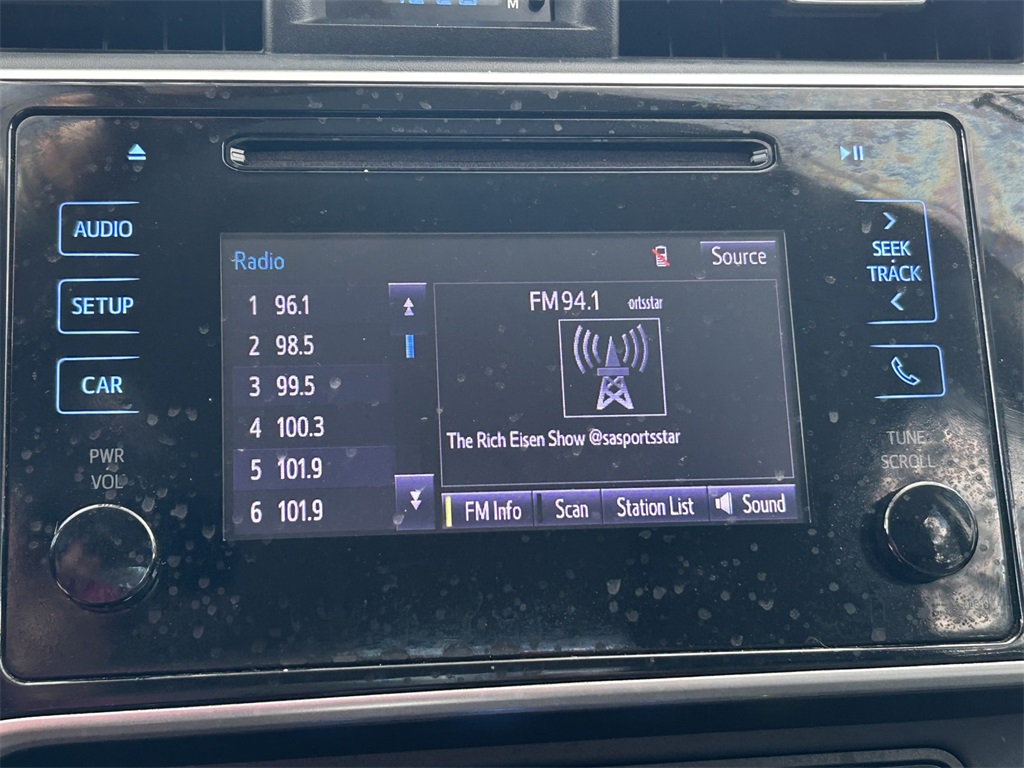 M
AUDIO
SETUP
CAR
PWR
VOL
Radio
Source
1 96.1
2 98.5
3 99.5
4 100.3
5 101.9
6 101.9
FM 94.1 ortsstar
The Rich Eisen Show @sasportsstar
FM Info
Scan
Station List
Sound
SEEK
TRACK
TUNE
SCROLL